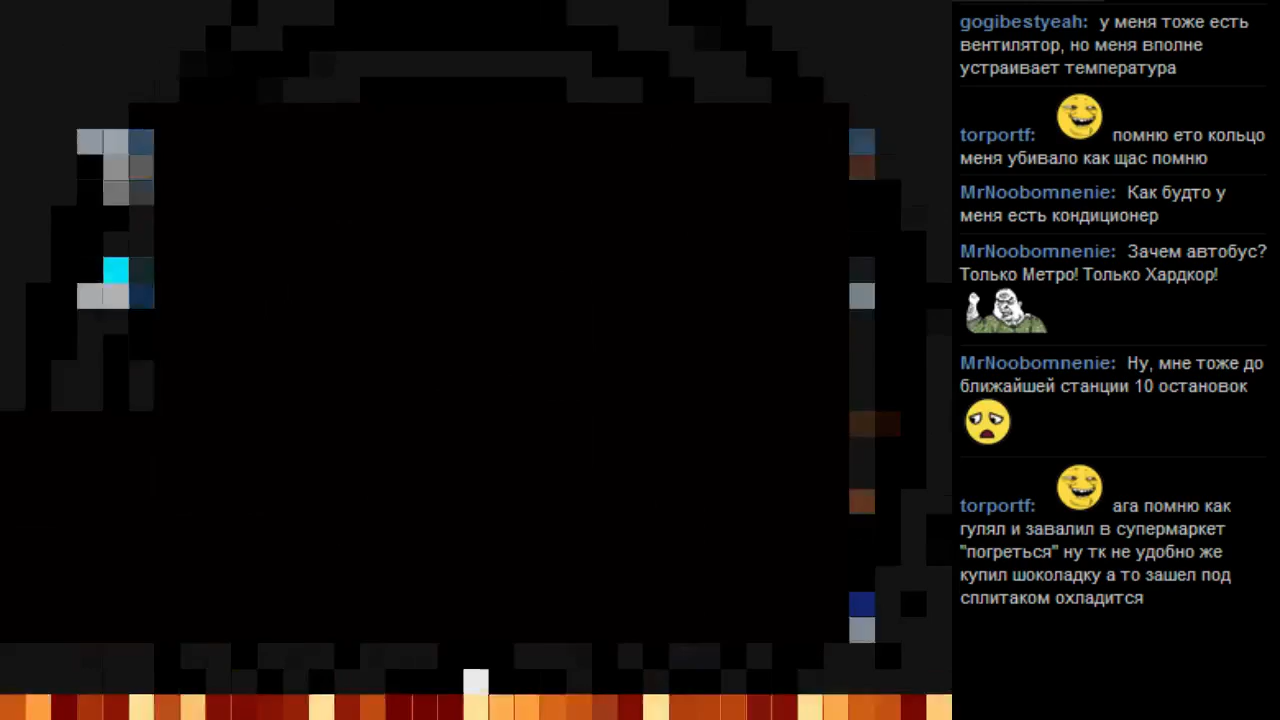 gogibestyeah: у меня тоже есть
вентилятор, но меня вполне
устраивает температура
torportf: помню ето кольцо
меня убивало как щас помню
MrNoobomnenie: Как будто у
меня есть кондиционер
MrNoobomnenie: Зачем автобус?
Только Метро! Только Хардкор!
MrNoobomnenie: Ну, мне тоже до
ближайшей станции 10 остановок
torportf: ага помню как
гулял и завалил в супермаркет
"погреться" ну тк не удобно же
купил шоколадку а то зашел под
сплитаком охладится